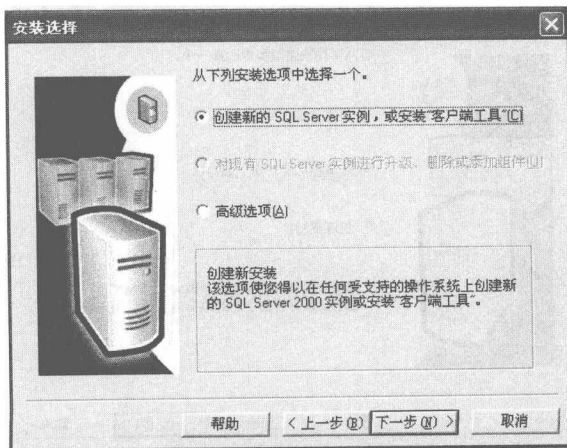 安装选择
从下列安装选项中选择一个。
创建新的 SQL Server 实例，或安装“客户端工具”(C)
对现有 SQL Server 实例进行升级、删除或添加组件(U)
高级选项(A)
创建新安装
该选项使您得以在任何受支持的操作系统上创建新
的 SQL Server 2000 实例或安装“客户端工具”。
帮助
< 上一步(B)
下一步(N) >
取消